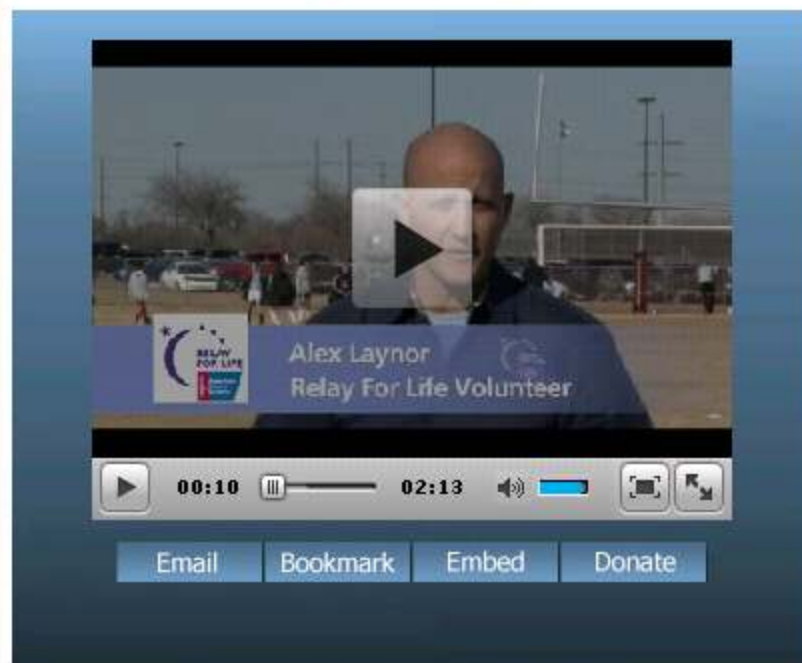 RELAY
FOR LIFE
Alex Laynor
Relay For Life Volunteer
00:10
02:13
Email
Bookmark
Embed
Donate